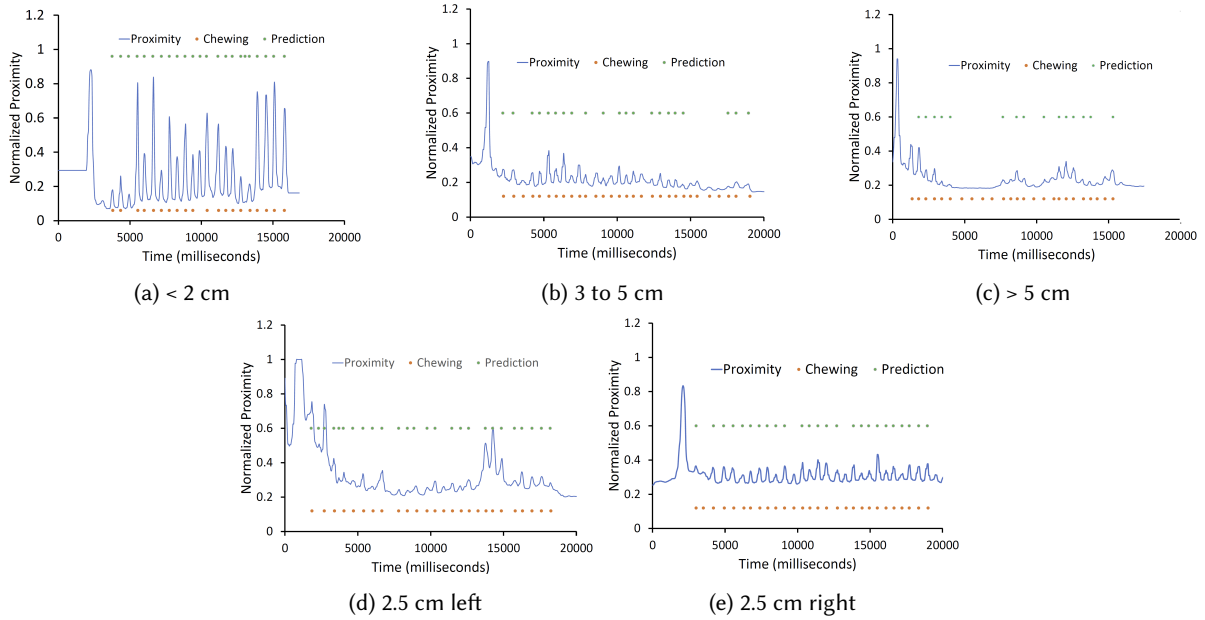 1.2
1
0.8
0.6
0.4
0.2
0
Normalized Proximity
Proximity Chewing Prediction
0 5000 10000 15000 20000
Time (milliseconds)
(a) < 2 cm
1.2
1
0.8
0.6
0.4
0.2
0
Normalized Proximity
Proximity Chewing Prediction
0 5000 10000 15000 20000
Time (milliseconds)
(b) 3 to 5 cm
1.2
1
0.8
0.6
0.4
0.2
0
Normalized Proximity
Proximity Chewing Prediction
0 5000 10000 15000 20000
Time (milliseconds)
(c) > 5 cm
1.2
1
0.8
0.6
0.4
0.2
0
Normalized Proximity
Proximity Chewing Prediction
0 5000 10000 15000 20000
Time (milliseconds)
(d) 2.5 cm left
1.2
1
0.8
0.6
0.4
0.2
0
Normalized Proximity
Proximity Chewing Prediction
0 5000 10000 15000 20000
Time (milliseconds)
(e) 2.5 cm right